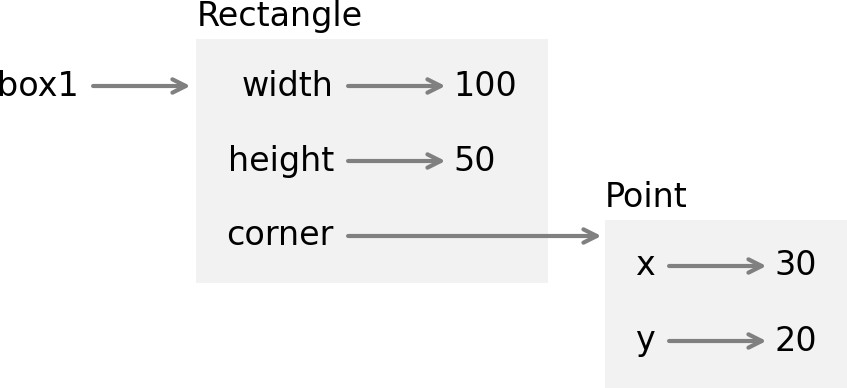 Rectangle
box1 width 100
height 50
corner
Point
x 30
y 20